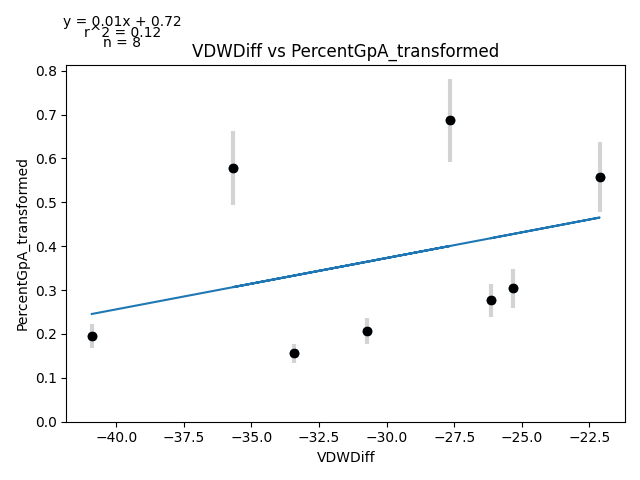 y = 0.01x + 0.72
r^2 = 0.12
n = 8
VDWDiff vs PercentGpA_transformed
PercentGpA_transformed
0.8
0.7
0.6
0.5
0.4
0.3
0.2
0.1
0.0
−40.0 −37.5 −35.0 −32.5 −30.0 −27.5 −25.0 −22.5
VDWDiff